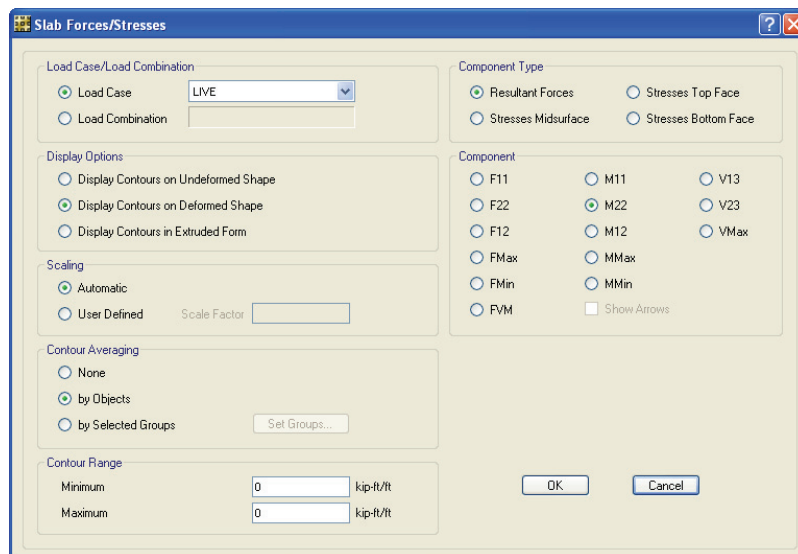 Slab Forces/Stresses
Load Case/Load Combination
Load Case
LIVE
Load Combination
Display Options
Display Contours on Undeformed Shape
Display Contours on Deformed Shape
Display Contours in Extruded Form
Scaling
Automatic
User Defined Scale Factor
Contour Averaging
None
by Objects
by Selected Groups Set Groups...
Contour Range
Minimum 0 kip-ft/ft
Maximum 0 kip-ft/ft
Component Type
Resultant Forces Stresses Top Face
Stresses Midsurface Stresses Bottom Face
Component
F11 M11 V13
F22 M22 V23
F12 M12 VMax
FMax MMax
FMin MMin
FVM Show Arrows
OK Cancel